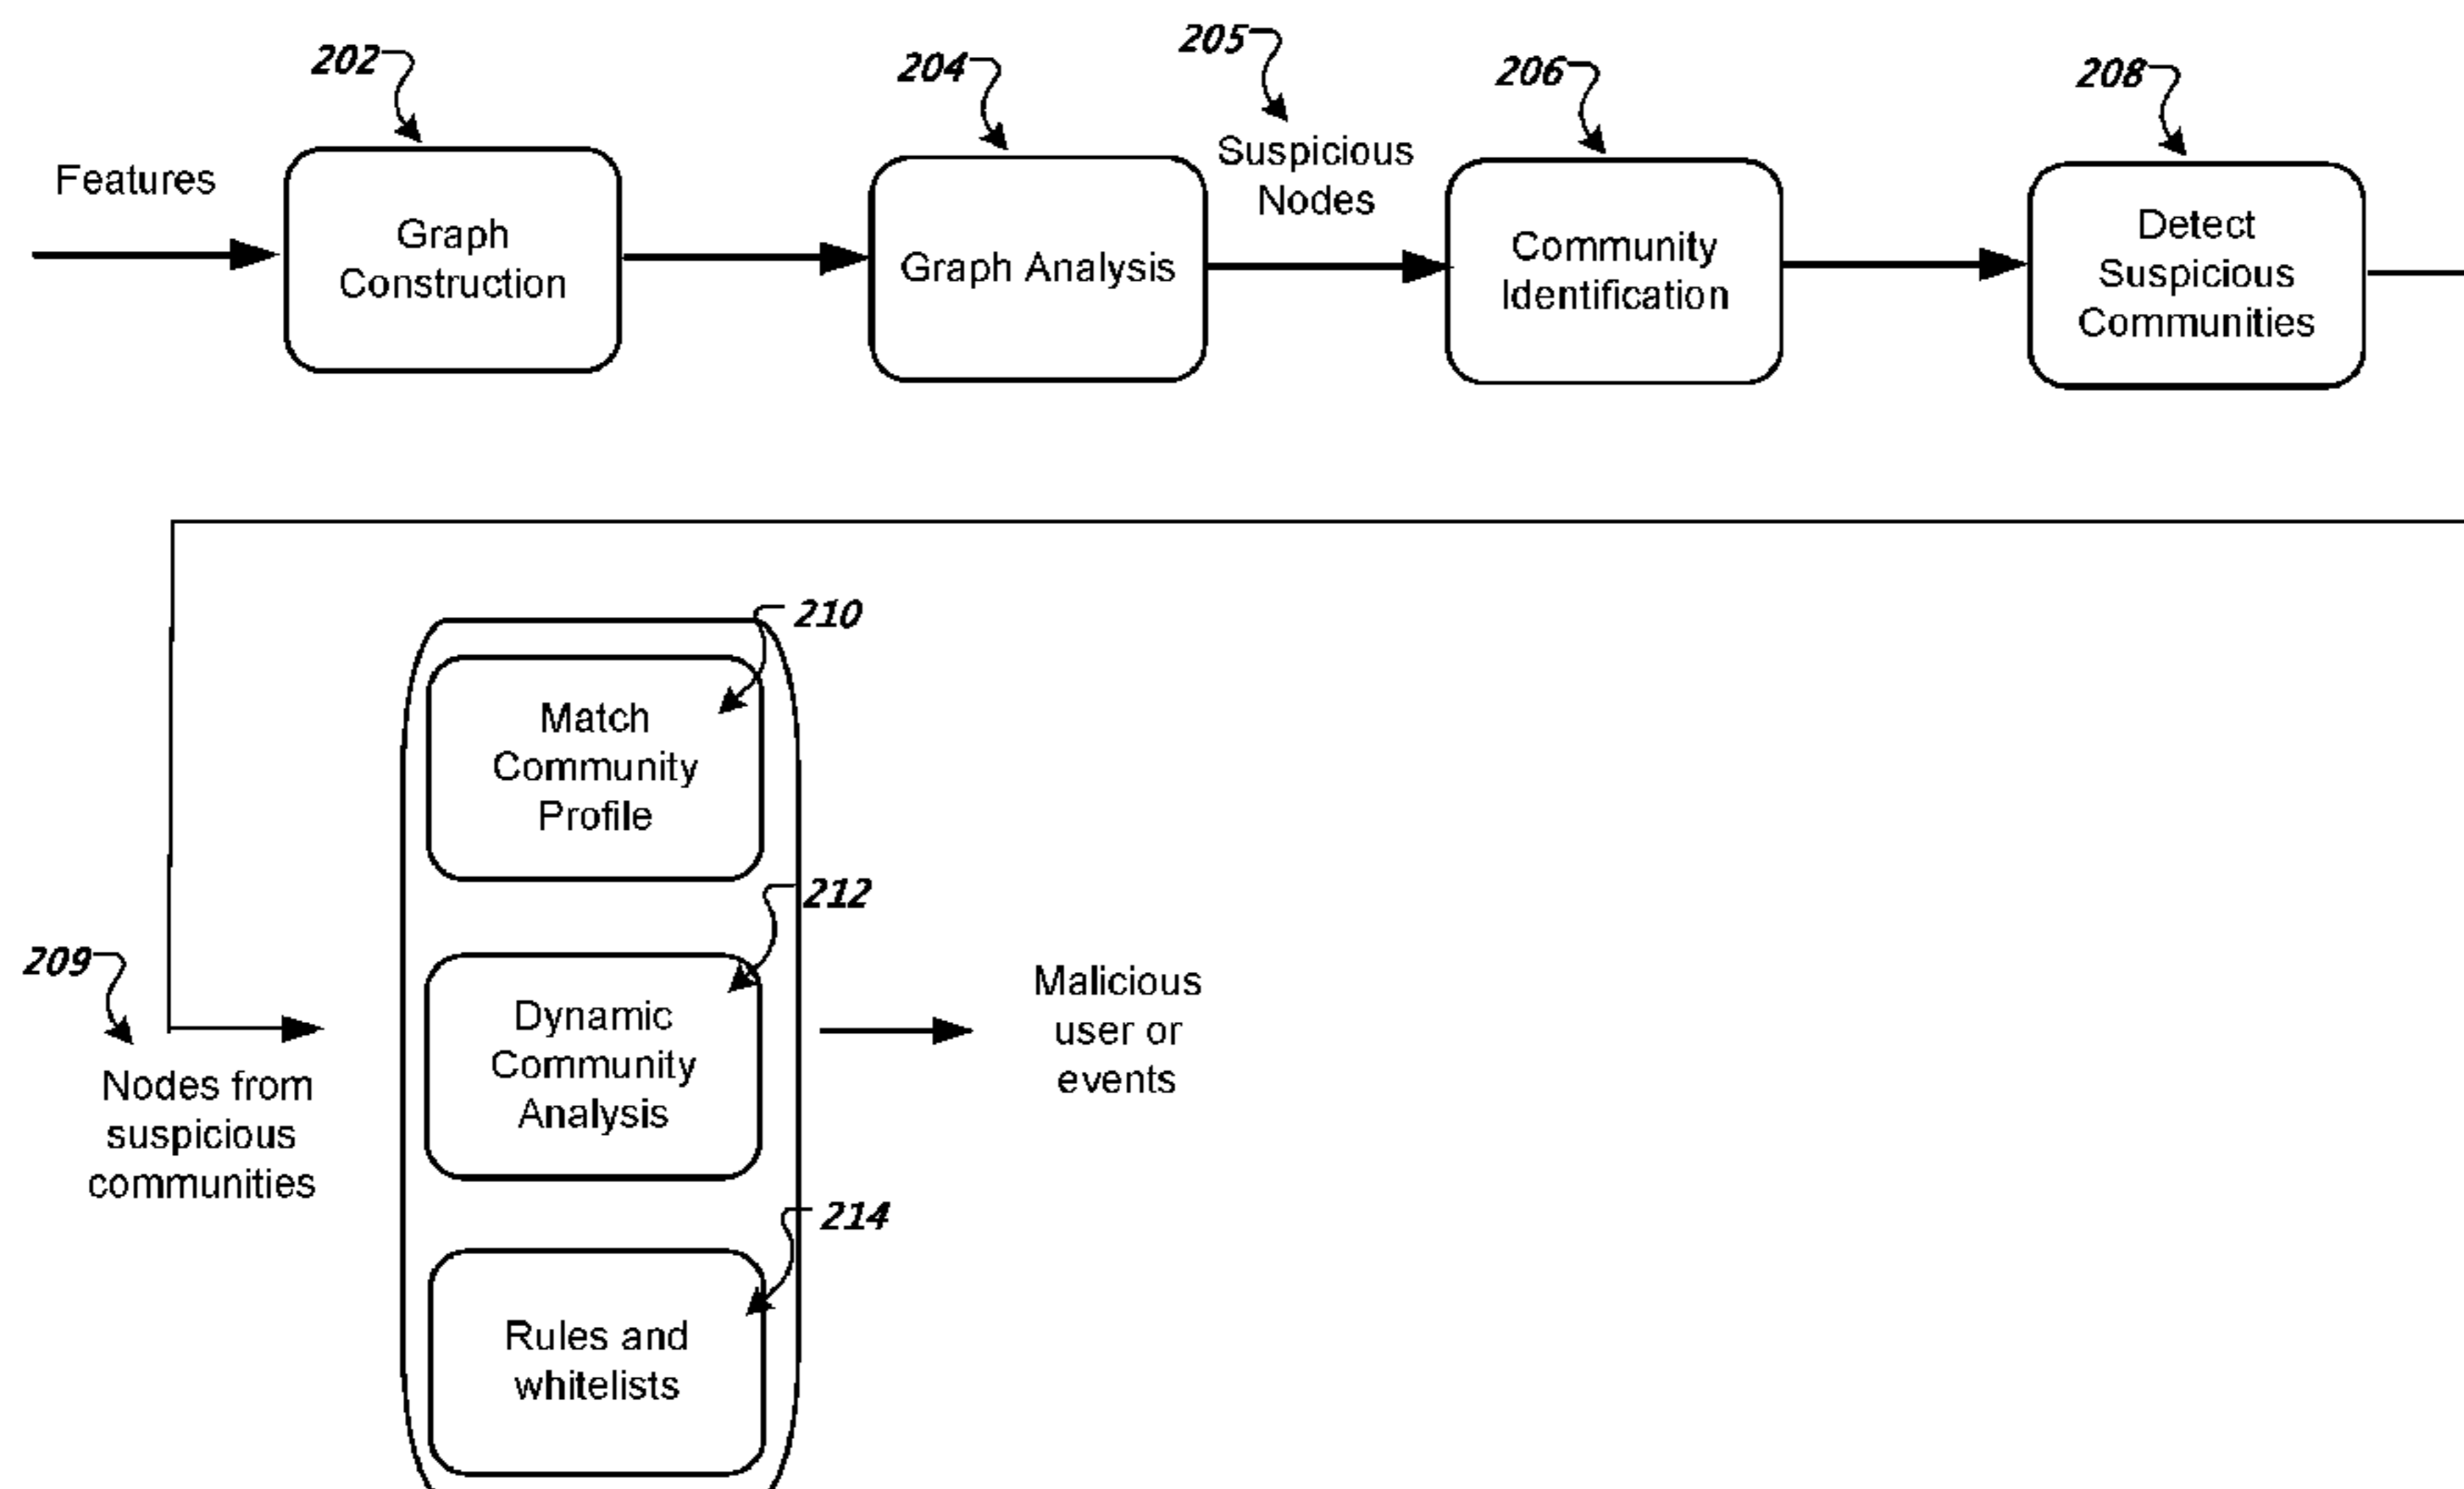 202
204
205
206
208
Features
Graph
Construction
Graph Analysis
Suspicious
Nodes
Community
Identification
Detect
Suspicious
Communities
210
Match
Community
Profile
212
209
Dynamic
Community
Analysis
Nodes from
suspicious
communities
Malicious
user or
events
214
Rules and
whitelists